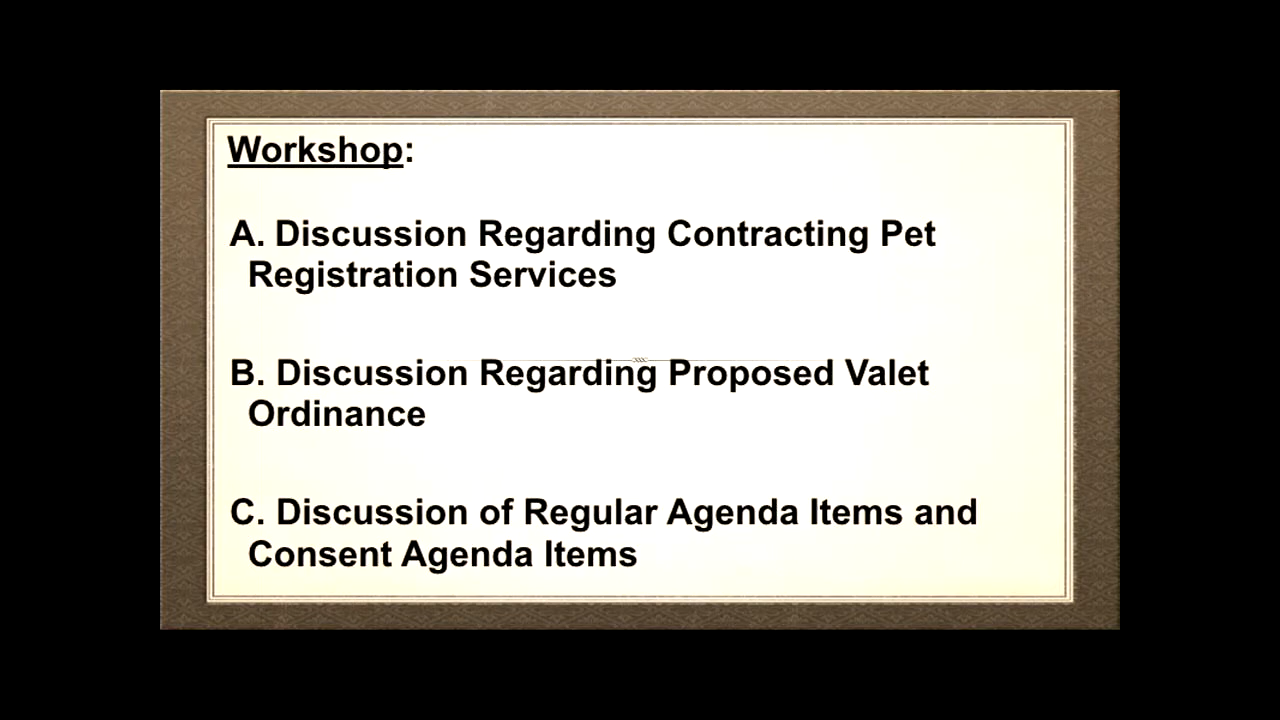 Workshop:
A. Discussion Regarding Contracting Pet
Registration Services
B. Discussion Regarding Proposed Valet
Ordinance
C. Discussion of Regular Agenda Items and
Consent Agenda Items